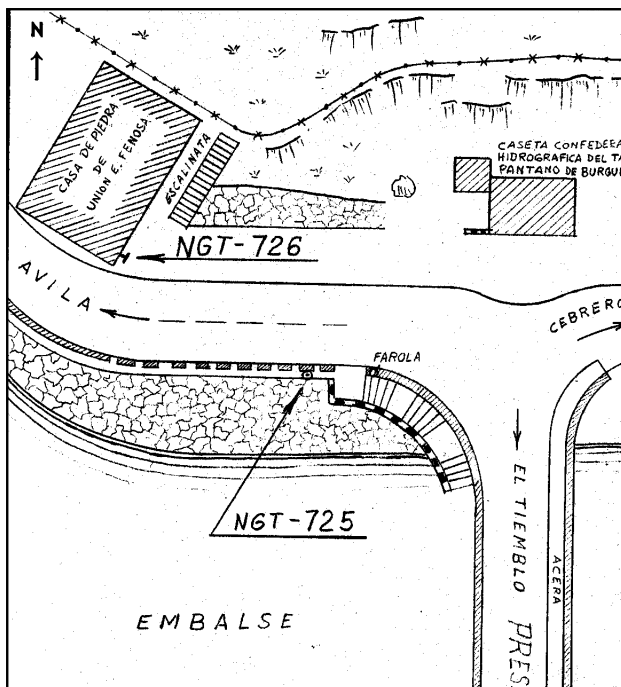 N
CASA DE PIEDRA
DE
UNION E. FENOSA
ESCALINATA
CASETA CONFEDEEA
HIDROGRAFICA DEL TA
PANTANO DE BURGUI
NGT-726
AVILA
CEBRERO
FAROLA
NGT-725
EL TIEMBLO
ACERA
PRES
EMBALSE